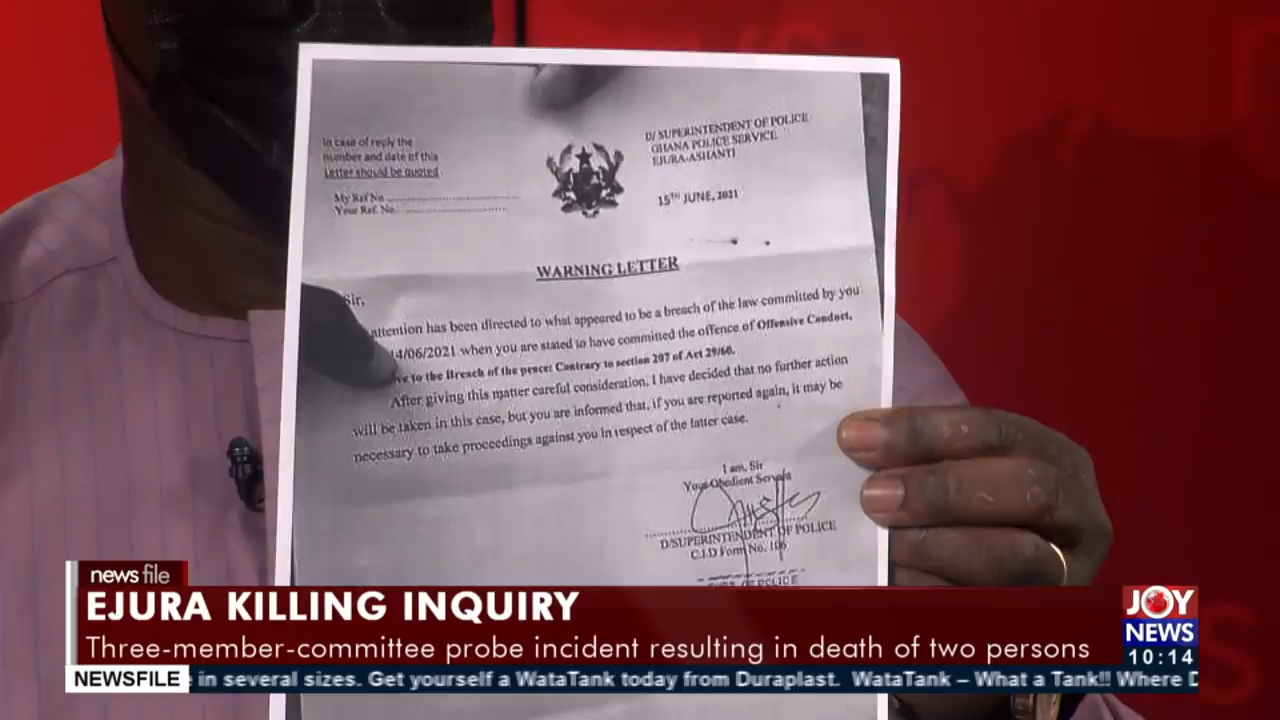 In case of reply the
number and date of this
Letter should be quoted
My Ref No
Your Ref. No.
D/ SUPERINTENDENT OF POLICE
GHANA POLICE SERVICE
EJURA-ASHANTI
15TH JUNE, 2021
WARNING LETTER
Sir,
attention has been directed to what appeared to be a breach of the law committed by you
14/06/2021 when you are stated to have committed the offence of Offensive Conduct,
ve to the Breach of the peace: Contrary to section 207 of Act 29/60.
After giving this matter careful consideration, I have decided that no further action
will be taken in this case, but you are informed that, if you are reported again, it may be
necessary to take proceedings against you in respect of the latter case.
I am, Sir
Your Obedient Servant
D/SUPERINTENDENT OF POLICE
C.I.D Form No. 106
OF POLICE
news file
EJURA KILLING INQUIRY
Three-member-committee probe incident resulting in death of two persons
JOY
NEWS
10:14
NEWSFILE
in several sizes. Get yourself a WataTank today from Duraplast. WataTank – What a Tank!! Where